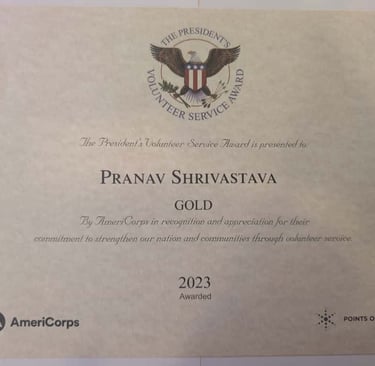 THE PRESIDENT'S
VOLUNTEER SERVICE AWARD
The President's Volunteer Service Award is presented to
PRANAV SHRIVASTAVA
GOLD
By AmeriCorps in recognition and appreciation for their
commitment to strengthen our nation and communities through volunteer service.
2023
Awarded
AmeriCorps
POINTS O